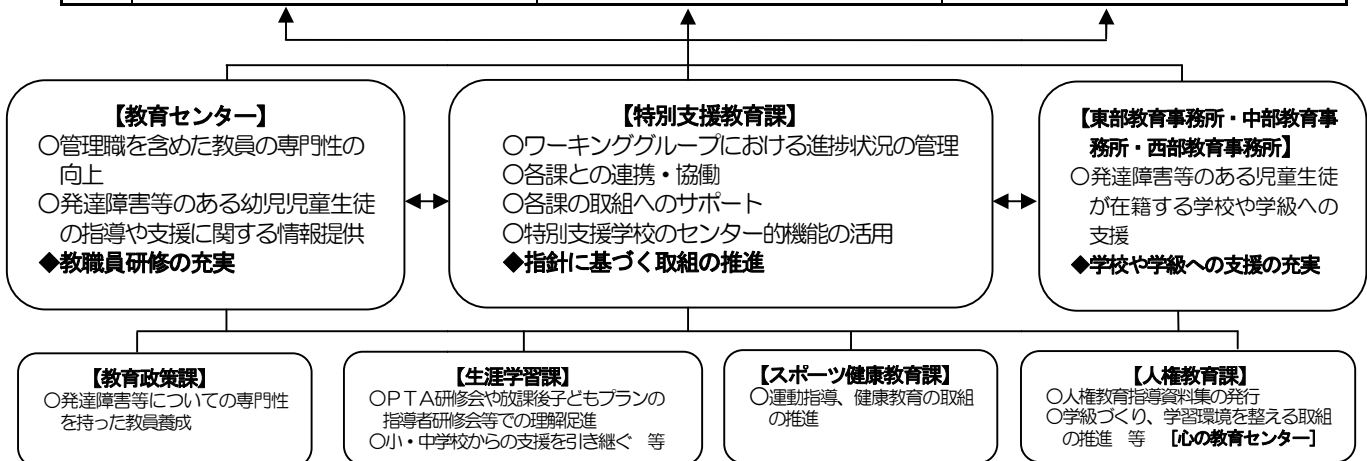 【教育センター】
〇管理職を含めた教員の専門性の
向上
〇発達障害等のある幼児児童生徒
の指導や支援に関する情報提供
◆教職員研修の充実
【特別支援教育課】
〇ワーキンググループにおける進捗状況の管理
〇各課との連携・協働
〇各課の取組へのサポート
〇特別支援学校のセンター的機能の活用
◆指針に基づく取組の推進
【東部教育事務所・中部教育事
務所・西部教育事務所】
〇発達障害等のある児童生徒
が在籍する学校や学級への
支援
◆学校や学級への支援の充実
【教育政策課】
〇発達障害等についての専門性
を持った教員養成
【生涯学習課】
〇ＰＴＡ研修会や放課後子どもプランの
指導者研修会等での理解促進
〇小・中学校からの支援を引き継ぐ　等
【スポーツ健康教育課】
〇運動指導、健康教育の取組
の推進
【人権教育課】
〇人権教育指導資料集の発行
〇学級づくり、学習環境を整える取組
の推進　等　［心の教育センター］